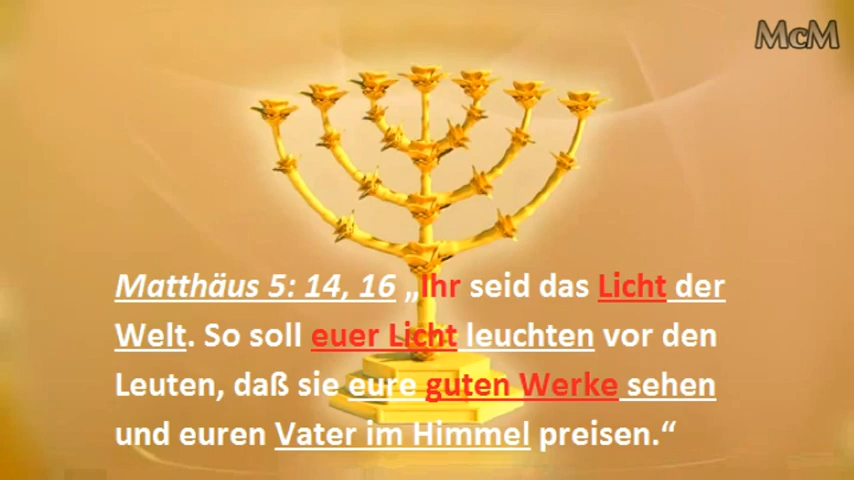 McM
Matthäus 5: 14, 16 „Ihr seid das Licht der
Welt. So soll euer Licht leuchten vor den
Leuten, daß sie eure guten Werke sehen
und euren Vater im Himmel preisen.“